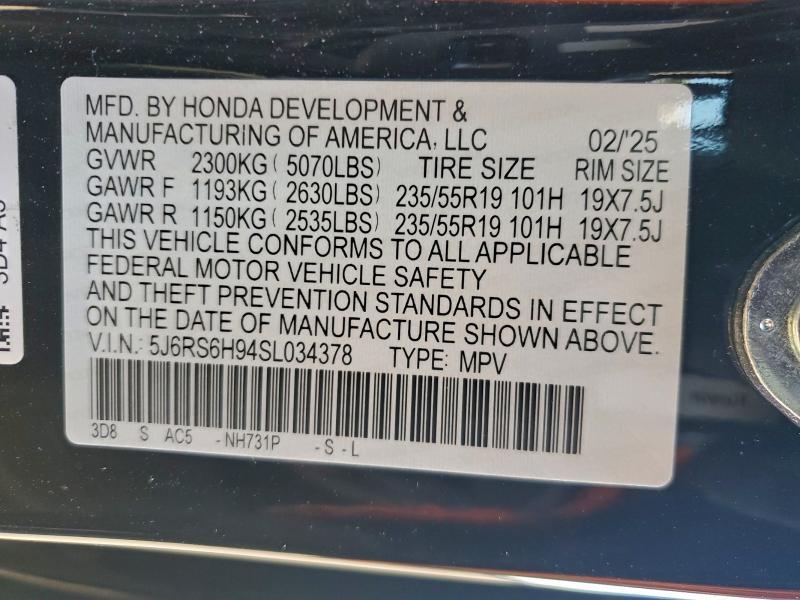 MFD. BY HONDA DEVELOPMENT &
MANUFACTURING OF AMERICA, LLC 02/'25
GVWR 2300KG ( 5070LBS) TIRE SIZE RIM SIZE
GAWR F 1193KG ( 2630LBS) 235/55R19 101H 19X7.5J
GAWR R 1150KG ( 2535LBS) 235/55R19 101H 19X7.5J
THIS VEHICLE CONFORMS TO ALL APPLICABLE
FEDERAL MOTOR VEHICLE SAFETY
AND THEFT PREVENTION STANDARDS IN EFFECT
ON THE DATE OF MANUFACTURE SHOWN ABOVE.
V.I.N.: 5J6RS6H94SL034378 TYPE: MPV
3D8 S AC5 -NH731P -S -L